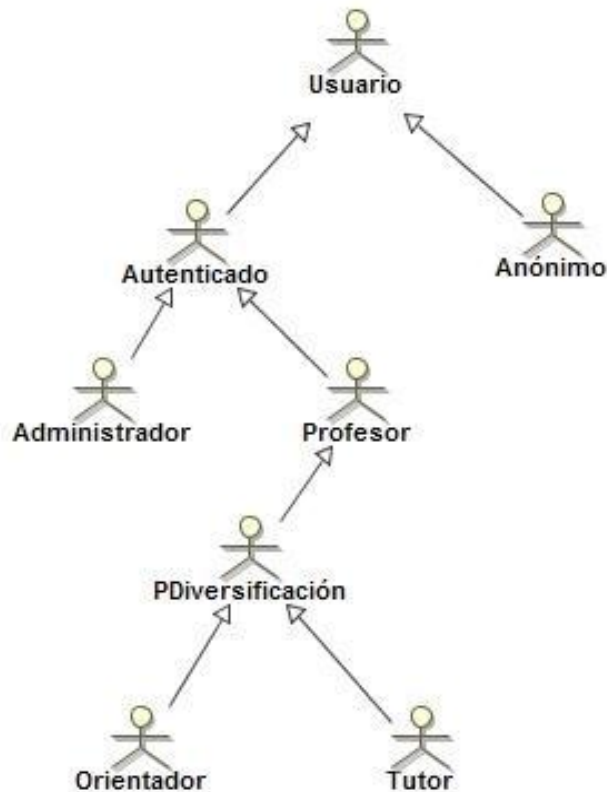 Usuario
Autenticado
Anónimo
Administrador
Profesor
PDiversificación
Orientador
Tutor